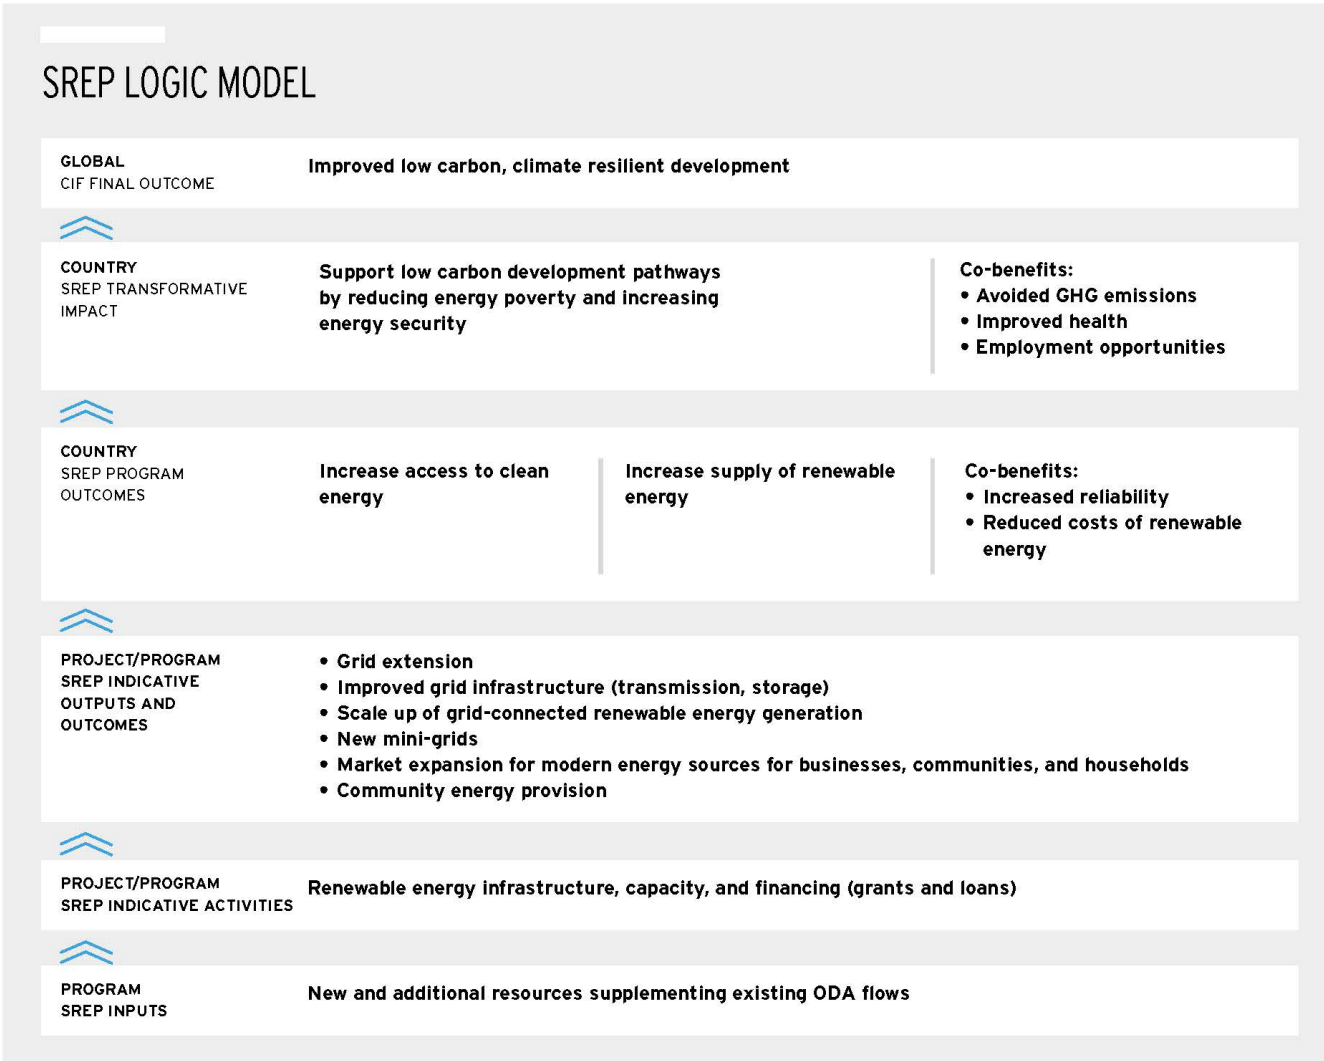 SREP LOGIC MODEL
GLOBAL
CIF FINAL OUTCOME
Improved low carbon, climate resilient development
COUNTRY
SREP TRANSFORMATIVE
IMPACT
Support low carbon development pathways
by reducing energy poverty and increasing
energy security
Co-benefits:
• Avoided GHG emissions
• Improved health
• Employment opportunities
COUNTRY
SREP PROGRAM
OUTCOMES
Increase access to clean
energy
Increase supply of renewable
energy
Co-benefits:
• Increased reliability
• Reduced costs of renewable
energy
PROJECT/PROGRAM
SREP INDICATIVE
OUTPUTS AND
OUTCOMES
• Grid extension
• Improved grid infrastructure (transmission, storage)
• Scale up of grid-connected renewable energy generation
• New mini-grids
• Market expansion for modern energy sources for businesses, communities, and households
• Community energy provision
PROJECT/PROGRAM
SREP INDICATIVE ACTIVITIES
Renewable energy infrastructure, capacity, and financing (grants and loans)
PROGRAM
SREP INPUTS
New and additional resources supplementing existing ODA flows